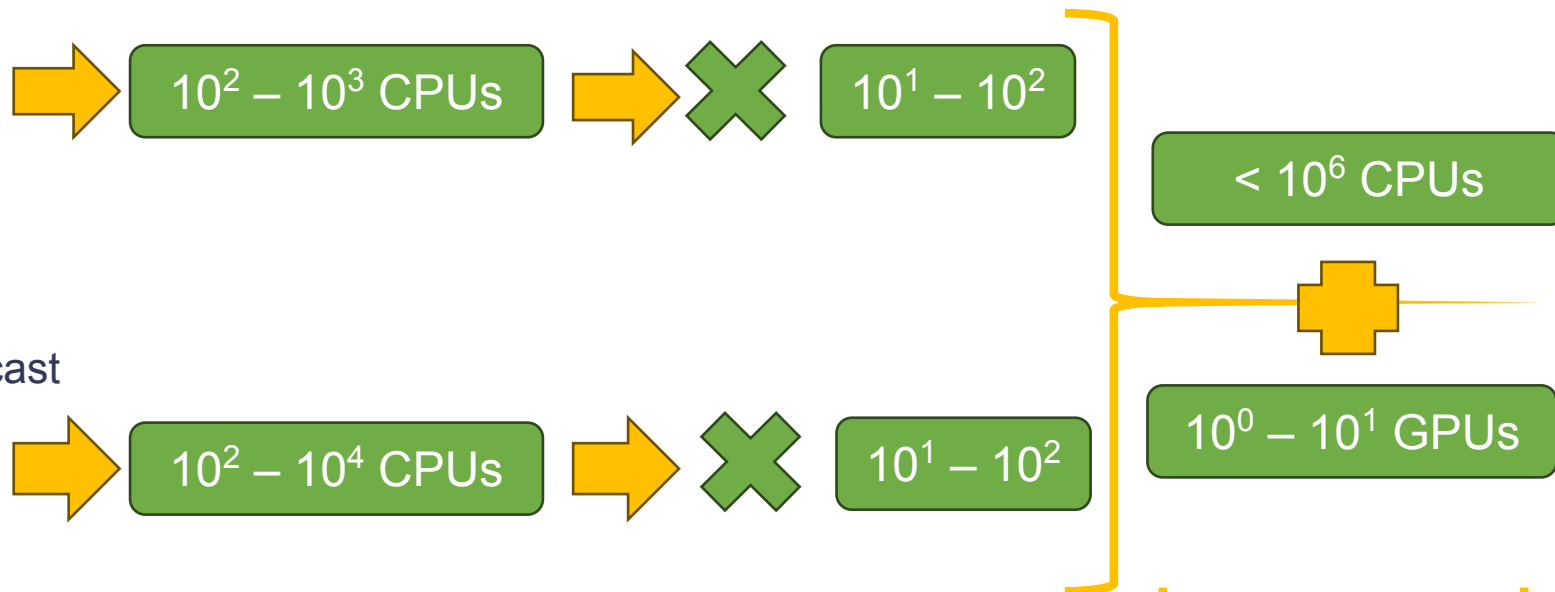 10² – 10³ CPUs
10¹ – 10²
< 10⁶ CPUs
cast
10² – 10⁴ CPUs
10¹ – 10²
10⁰ – 10¹ GPUs